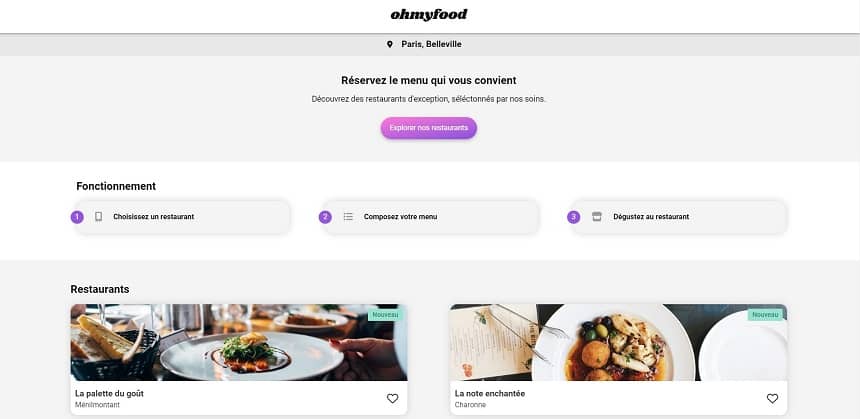 ohmyfood
Paris, Belleville
Réservez le menu qui vous convient
Découvrez des restaurants d'exception, séléctonnés par nos soins.
Explorer nos restaurants
Fonctionnement
1 Choisissez un restaurant
2 Composez votre menu
3 Dégustez au restaurant
Restaurants
Nouveau
Nouveau
La palette du goût
Ménilmontant
La note enchantée
Charonne